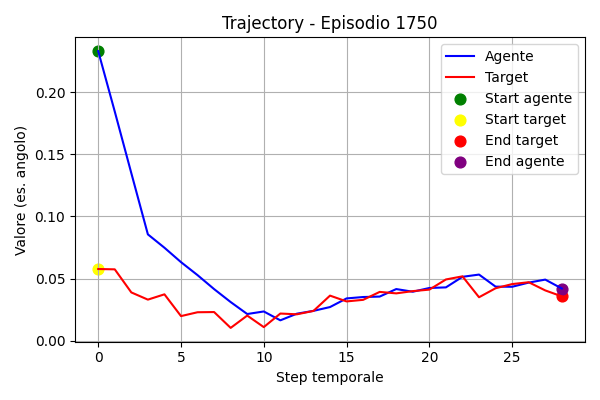 Trajectory - Episodio 1750
Agente
Target
Start agente
Start target
End target
End agente
Valore (es. angolo)
0.20
0.15
0.10
0.05
0.00
0 5 10 15 20 25
Step temporale